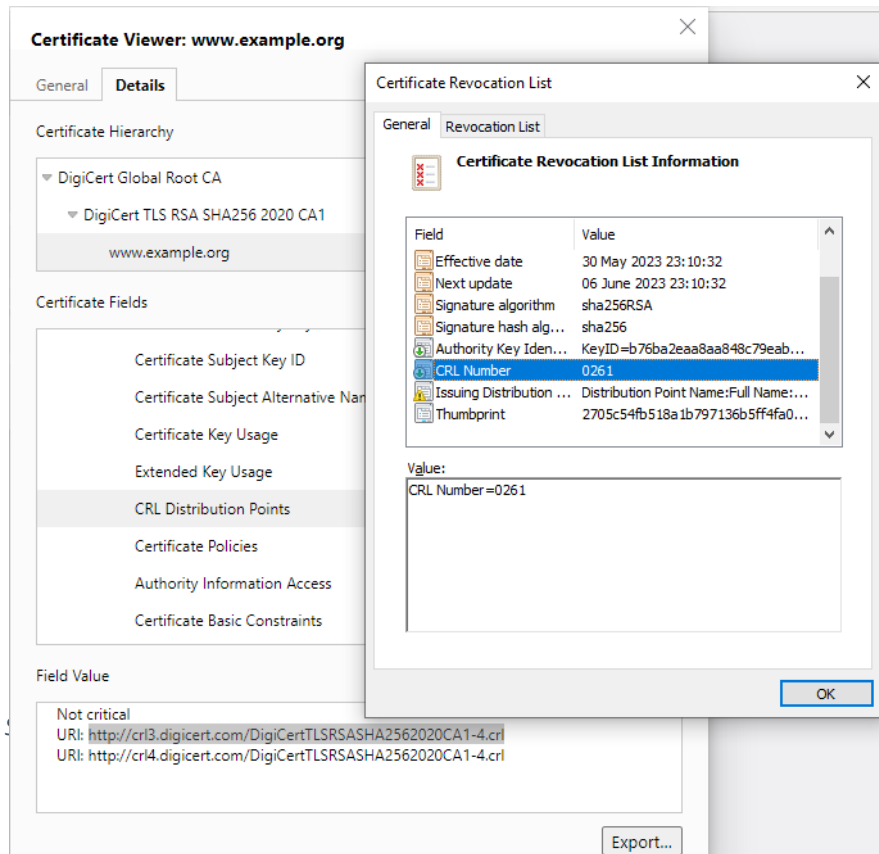 Certificate Viewer: www.example.org
General Details
Certificate Hierarchy
DigiCert Global Root CA
DigiCert TLS RSA SHA256 2020 CA1
www.example.org
Certificate Fields
Certificate Subject Key ID
Certificate Subject Alternative Nam
Certificate Key Usage
Extended Key Usage
CRL Distribution Points
Certificate Policies
Authority Information Access
Certificate Basic Constraints
Field Value
Not critical
URI: http://crl3.digicert.com/DigiCertTLSRSASHA2562020CA1-4.crl
URI: http://crl4.digicert.com/DigiCertTLSRSASHA2562020CA1-4.crl
Export...
Certificate Revocation List
General Revocation List
Certificate Revocation List Information
Field Value
Effective date 30 May 2023 23:10:32
Next update 06 June 2023 23:10:32
Signature algorithm sha256RSA
Signature hash alg... sha256
Authority Key Iden... KeyID=b76ba2eaa8aa848c79eab...
CRL Number 0261
Issuing Distribution ... Distribution Point Name:Full Name:...
Thumbprint 2705c54fb518a1b797136b5ff4fa0...
Value:
CRL Number=0261
OK